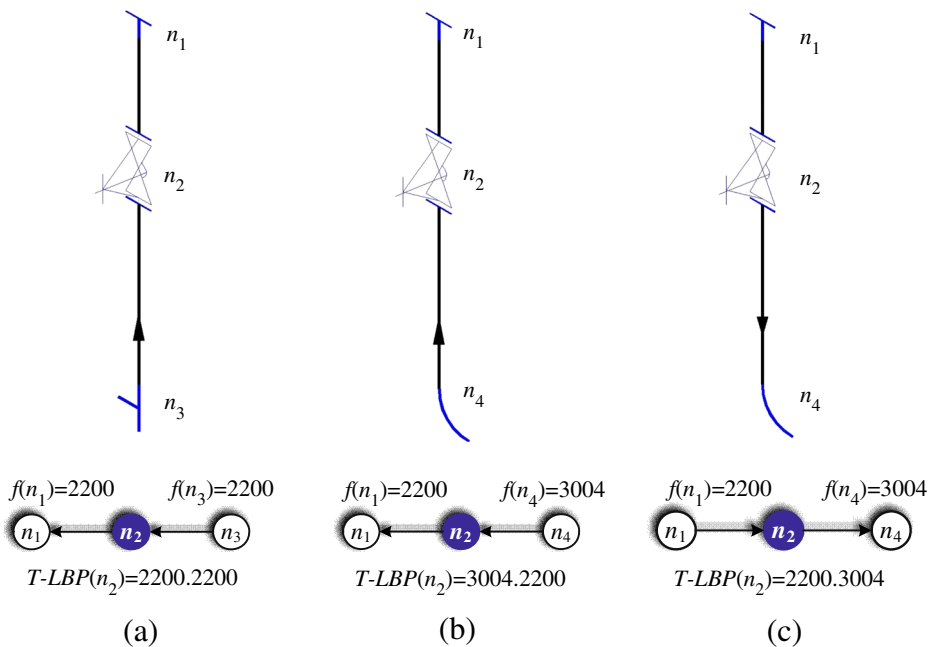 n1 n1 n1
n2 n2 n2
n3 n4 n4
f(n1)=2200 f(n3)=2200 f(n1)=2200 f(n4)=3004 f(n1)=2200 f(n4)=3004
n1 n2 n3 n1 n2 n4 n1 n2 n4
T-LBP(n2)=2200.2200 T-LBP(n2)=3004.2200 T-LBP(n2)=2200.3004
(a) (b) (c)